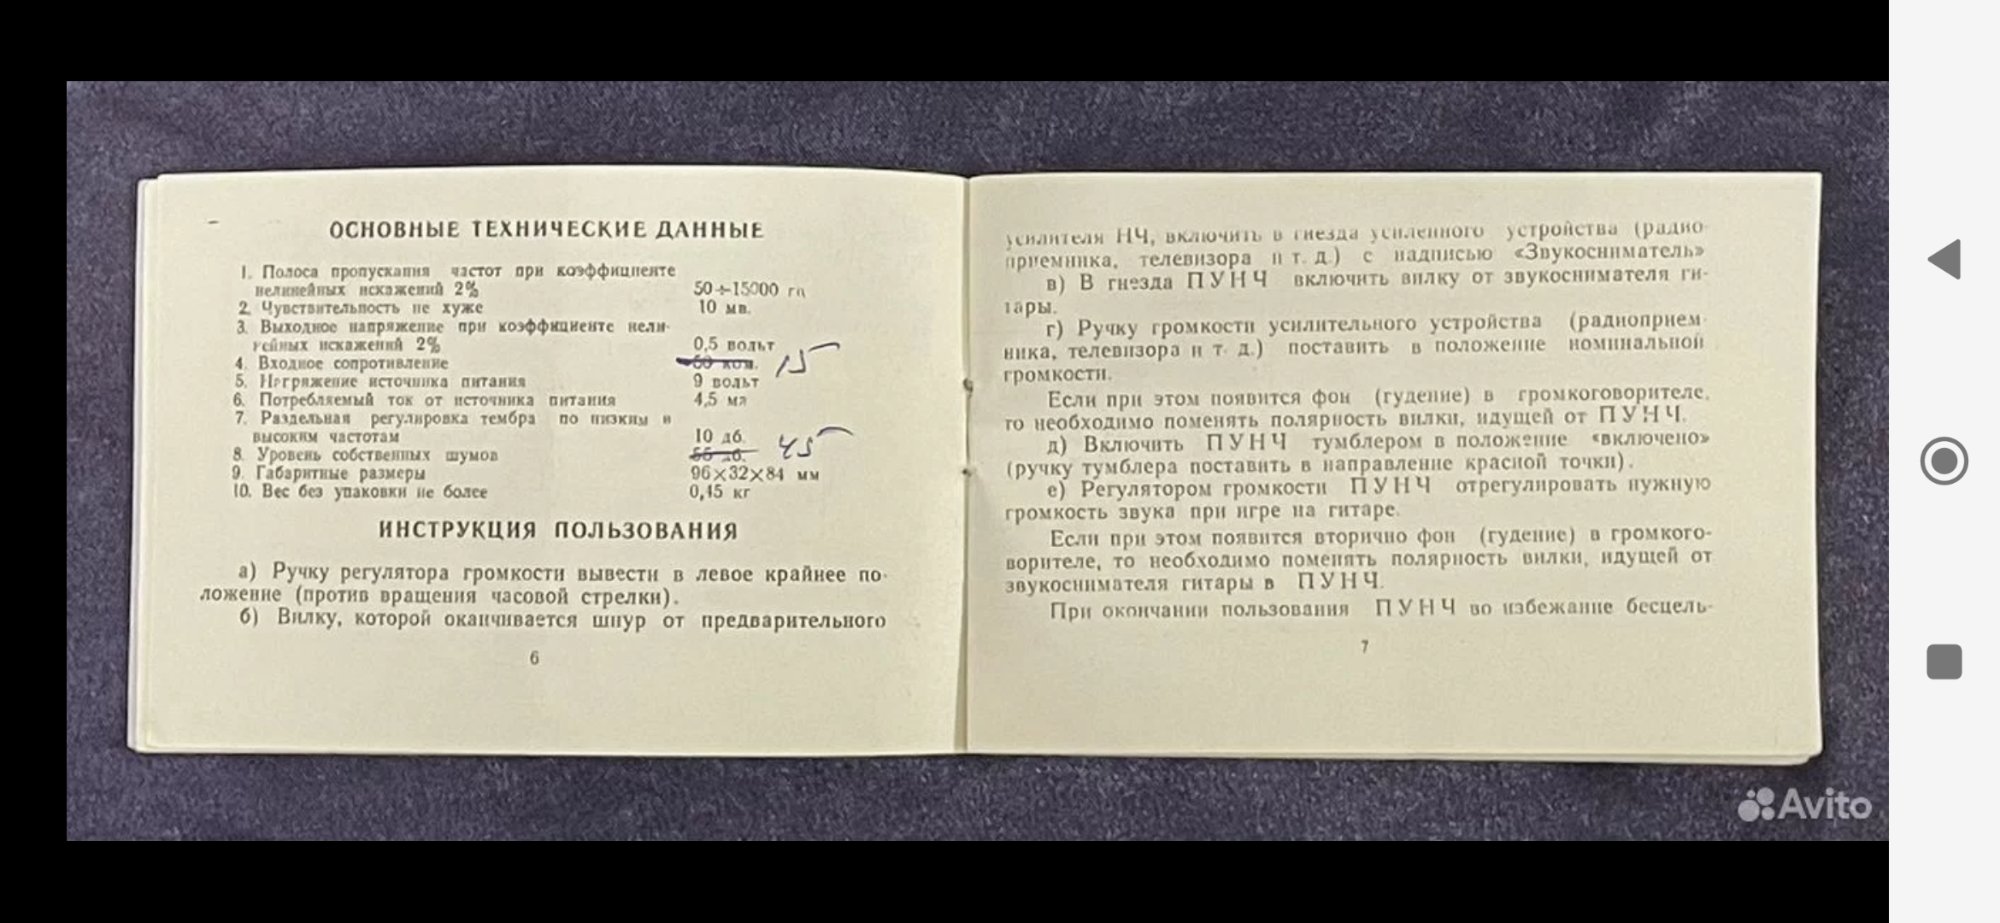 ОСНОВНЫЕ ТЕХНИЧЕСКИЕ ДАННЫЕ
1. Полоса пропускания частот при коэффициенте
нелинейных искажений 2% 50÷15000 гц
2. Чувствительность не хуже 10 мв.
3. Выходное напряжение при коэффициенте нели-
нейных искажений 2% 0,5 вольт
4. Входное сопротивление ком. 15
5. Напряжение источника питания 9 вольт
6. Потребляемый ток от источника питания 4,5 ма
7. Раздельная регулировка тембра по низким и
высоким частотам 10 дб.
8. Уровень собственных шумов дб. 45
9. Габаритные размеры 96×32×84 мм
10. Вес без упаковки не более 0,15 кг
ИНСТРУКЦИЯ ПОЛЬЗОВАНИЯ
а) Ручку регулятора громкости вывести в левое крайнее по-
ложение (против вращения часовой стрелки).
б) Вилку, которой оканчивается шнур от предварительного
6
усилителя НЧ, включить в гнезда усиленного устройства (радио-
приемника, телевизора и т. д.) с надписью «Звукосниматель»
в) В гнезда ПУНЧ включить вилку от звукоснимателя ги-
тары.
г) Ручку громкости усилительного устройства (радиоприем-
ника, телевизора и т. д.) поставить в положение номинальной
громкости.
Если при этом появится фон (гудение) в громкоговорителе,
то необходимо поменять полярность вилки, идущей от ПУНЧ.
д) Включить ПУНЧ тумблером в положение «включено»
(ручку тумблера поставить в направление красной точки).
е) Регулятором громкости ПУНЧ отрегулировать нужную
громкость звука при игре на гитаре.
Если при этом появится вторично фон (гудение) в громкого-
ворителе, то необходимо поменять полярность вилки, идущей от
звукоснимателя гитары в ПУНЧ.
При окончании пользования ПУНЧ во избежание бесцель-
7
Avito